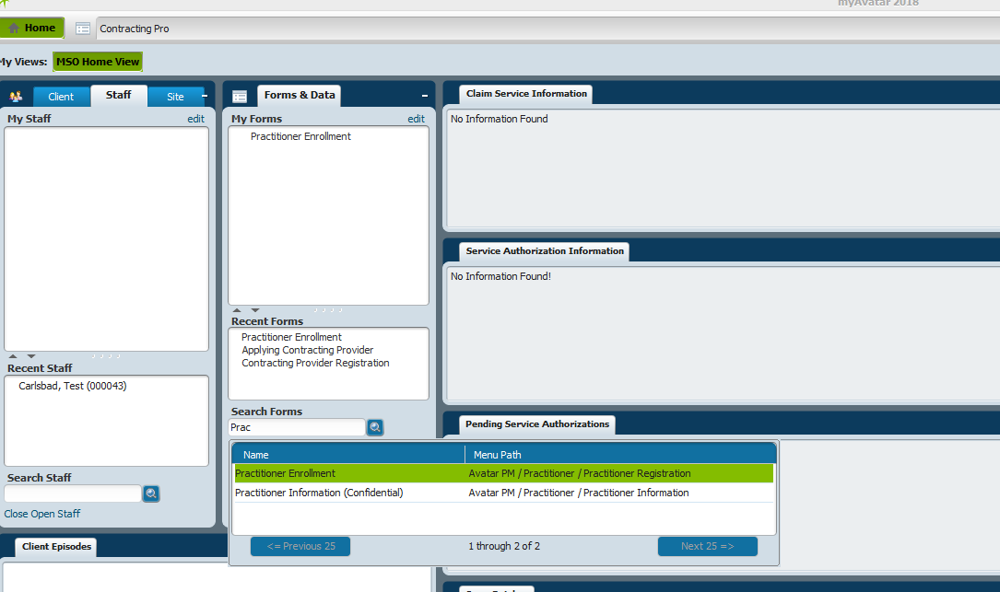 myAvatar 2018
Home
Contracting Pro
My Views: MSO Home View
Client Staff Site
My Staff edit
Recent Staff
Carlsbad, Test (000043)
Search Staff
Close Open Staff
Client Episodes
Forms & Data
My Forms edit
Practitioner Enrollment
Recent Forms
Practitioner Enrollment
Applying Contracting Provider
Contracting Provider Registration
Search Forms
Prac
Name Menu Path
Practitioner Enrollment Avatar PM / Practitioner / Practitioner Registration
Practitioner Information (Confidential) Avatar PM / Practitioner / Practitioner Information
<= Previous 25 1 through 2 of 2 Next 25 =>
Claim Service Information
No Information Found
Service Authorization Information
No Information Found!
Pending Service Authorizations